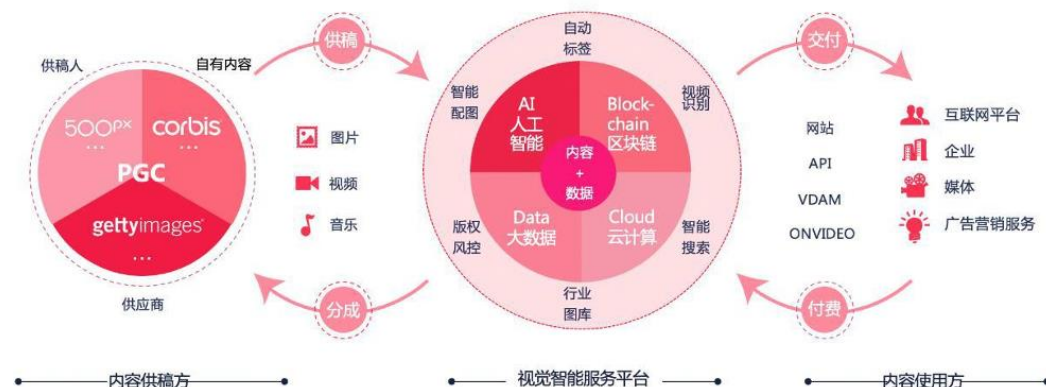 供稿人
自有内容
500px
...
corbis
...
PGC
gettyimages
...
供应商
供稿
分成
图片
视频
音乐
自动
标签
智能
配图
视频
识别
AI
人工
智能
Block-
chain
区块链
内容
+
数据
Data
大数据
Cloud
云计算
版权
风控
智能
搜索
行业
图库
交付
付费
网站
API
VDAM
ONVIDEO
互联网平台
企业
媒体
广告营销服务
内容供稿方
视觉智能服务平台
内容使用方